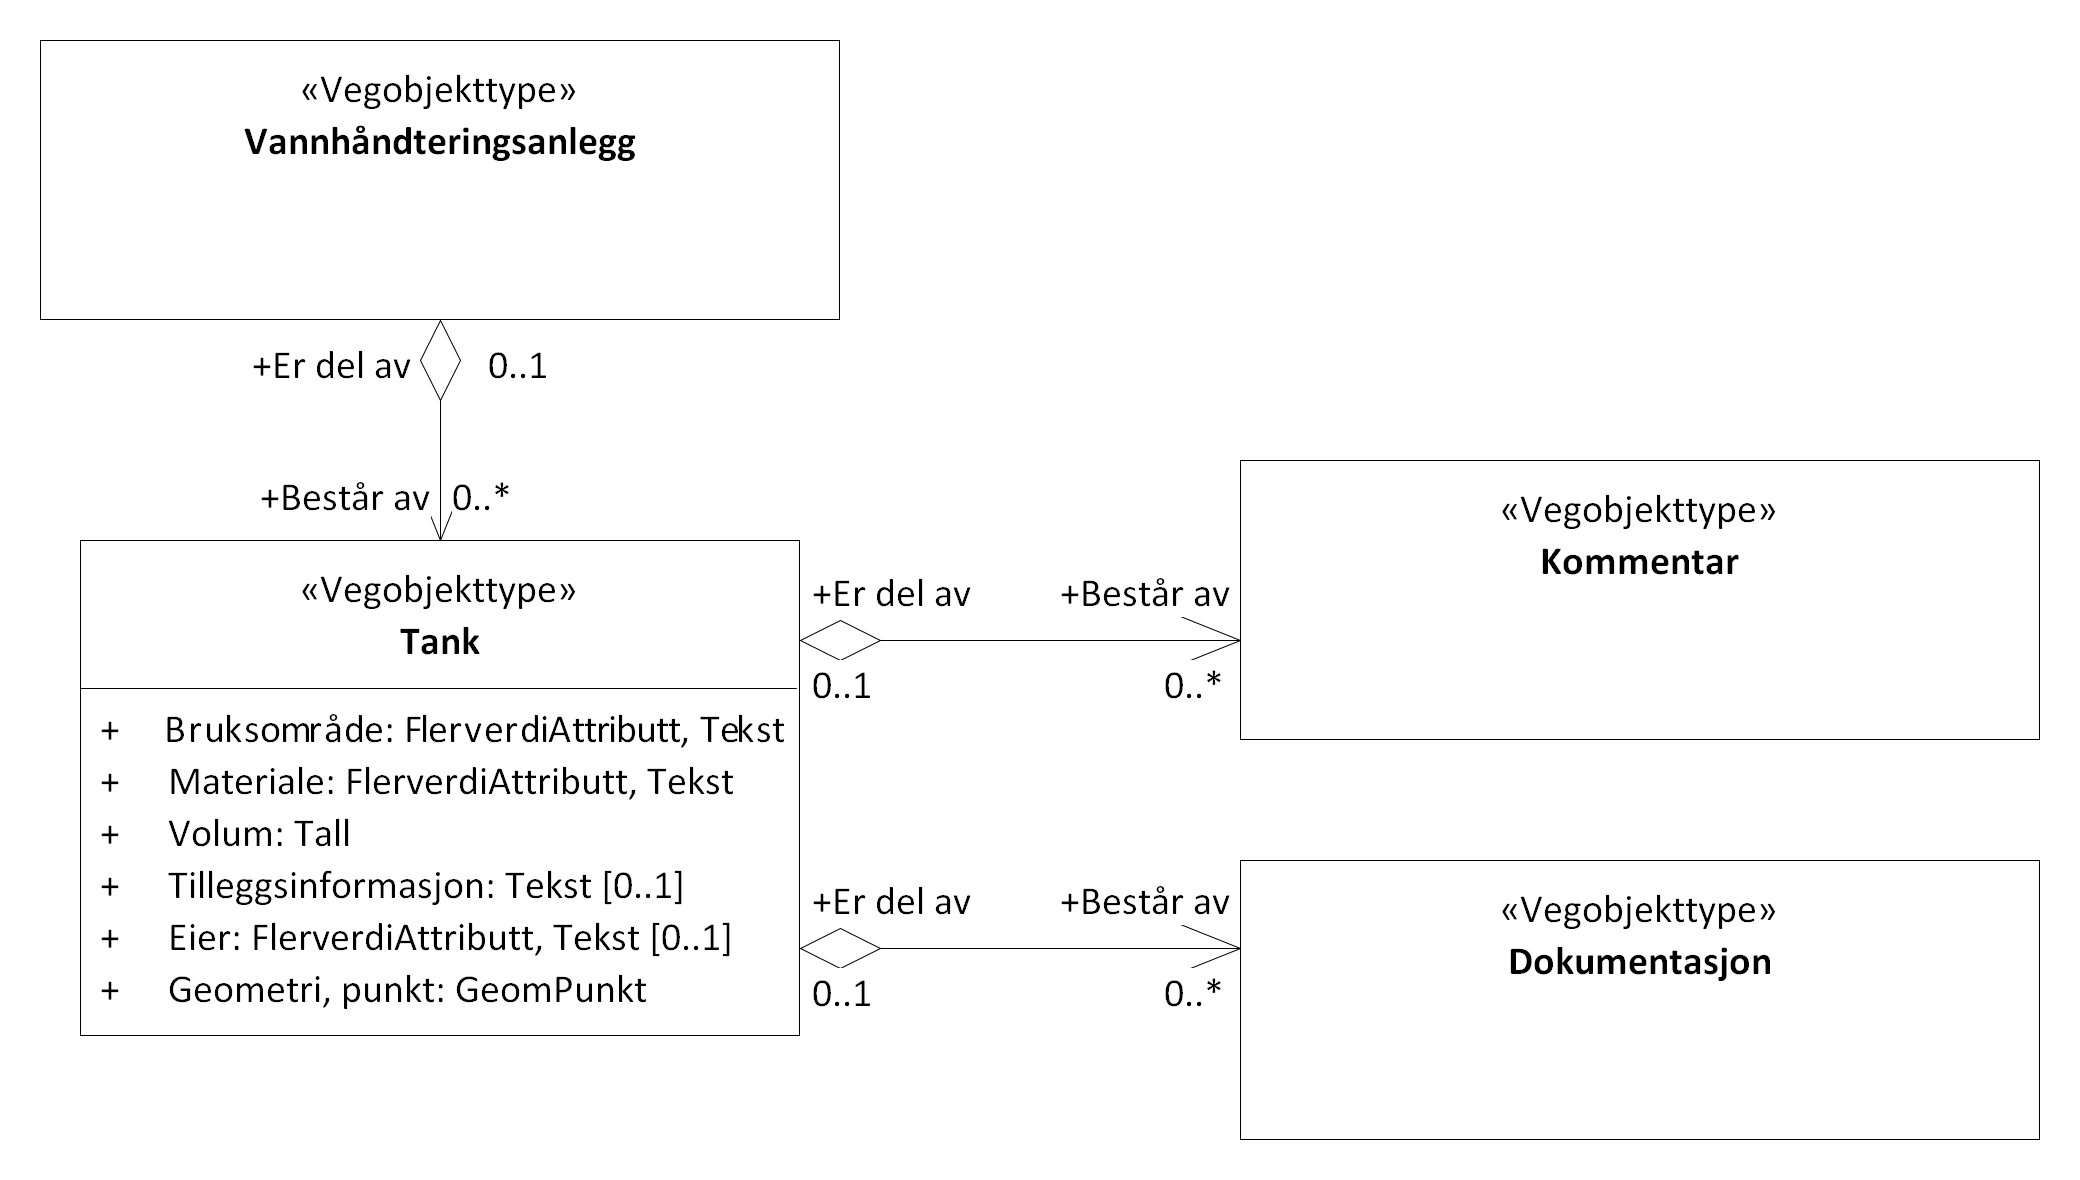 «Vegobjekttype»
Vannhåndteringsanlegg
+Er del av 0..1
+Består av 0..*
«Vegobjekttype»
Tank
+ Bruksområde: FlerverdiAttributt, Tekst
+ Materiale: FlerverdiAttributt, Tekst
+ Volum: Tall
+ Tilleggsinformasjon: Tekst [0..1]
+ Eier: FlerverdiAttributt, Tekst [0..1]
+ Geometri, punkt: GeomPunkt
+Er del av +Består av
0..1 0..*
«Vegobjekttype»
Kommentar
+Er del av +Består av
0..1 0..*
«Vegobjekttype»
Dokumentasjon